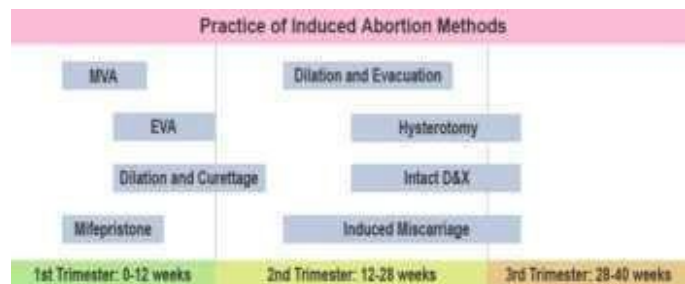 Practice of Induced Abortion Methods
MVA
Dilation and Evacuation
EVA
Hysterotomy
Dilation and Curettage
Intact D&X
Mifepristone
Induced Miscarriage
1st Trimester: 0-12 weeks
2nd Trimester: 12-28 weeks
3rd Trimester: 28-40 weeks